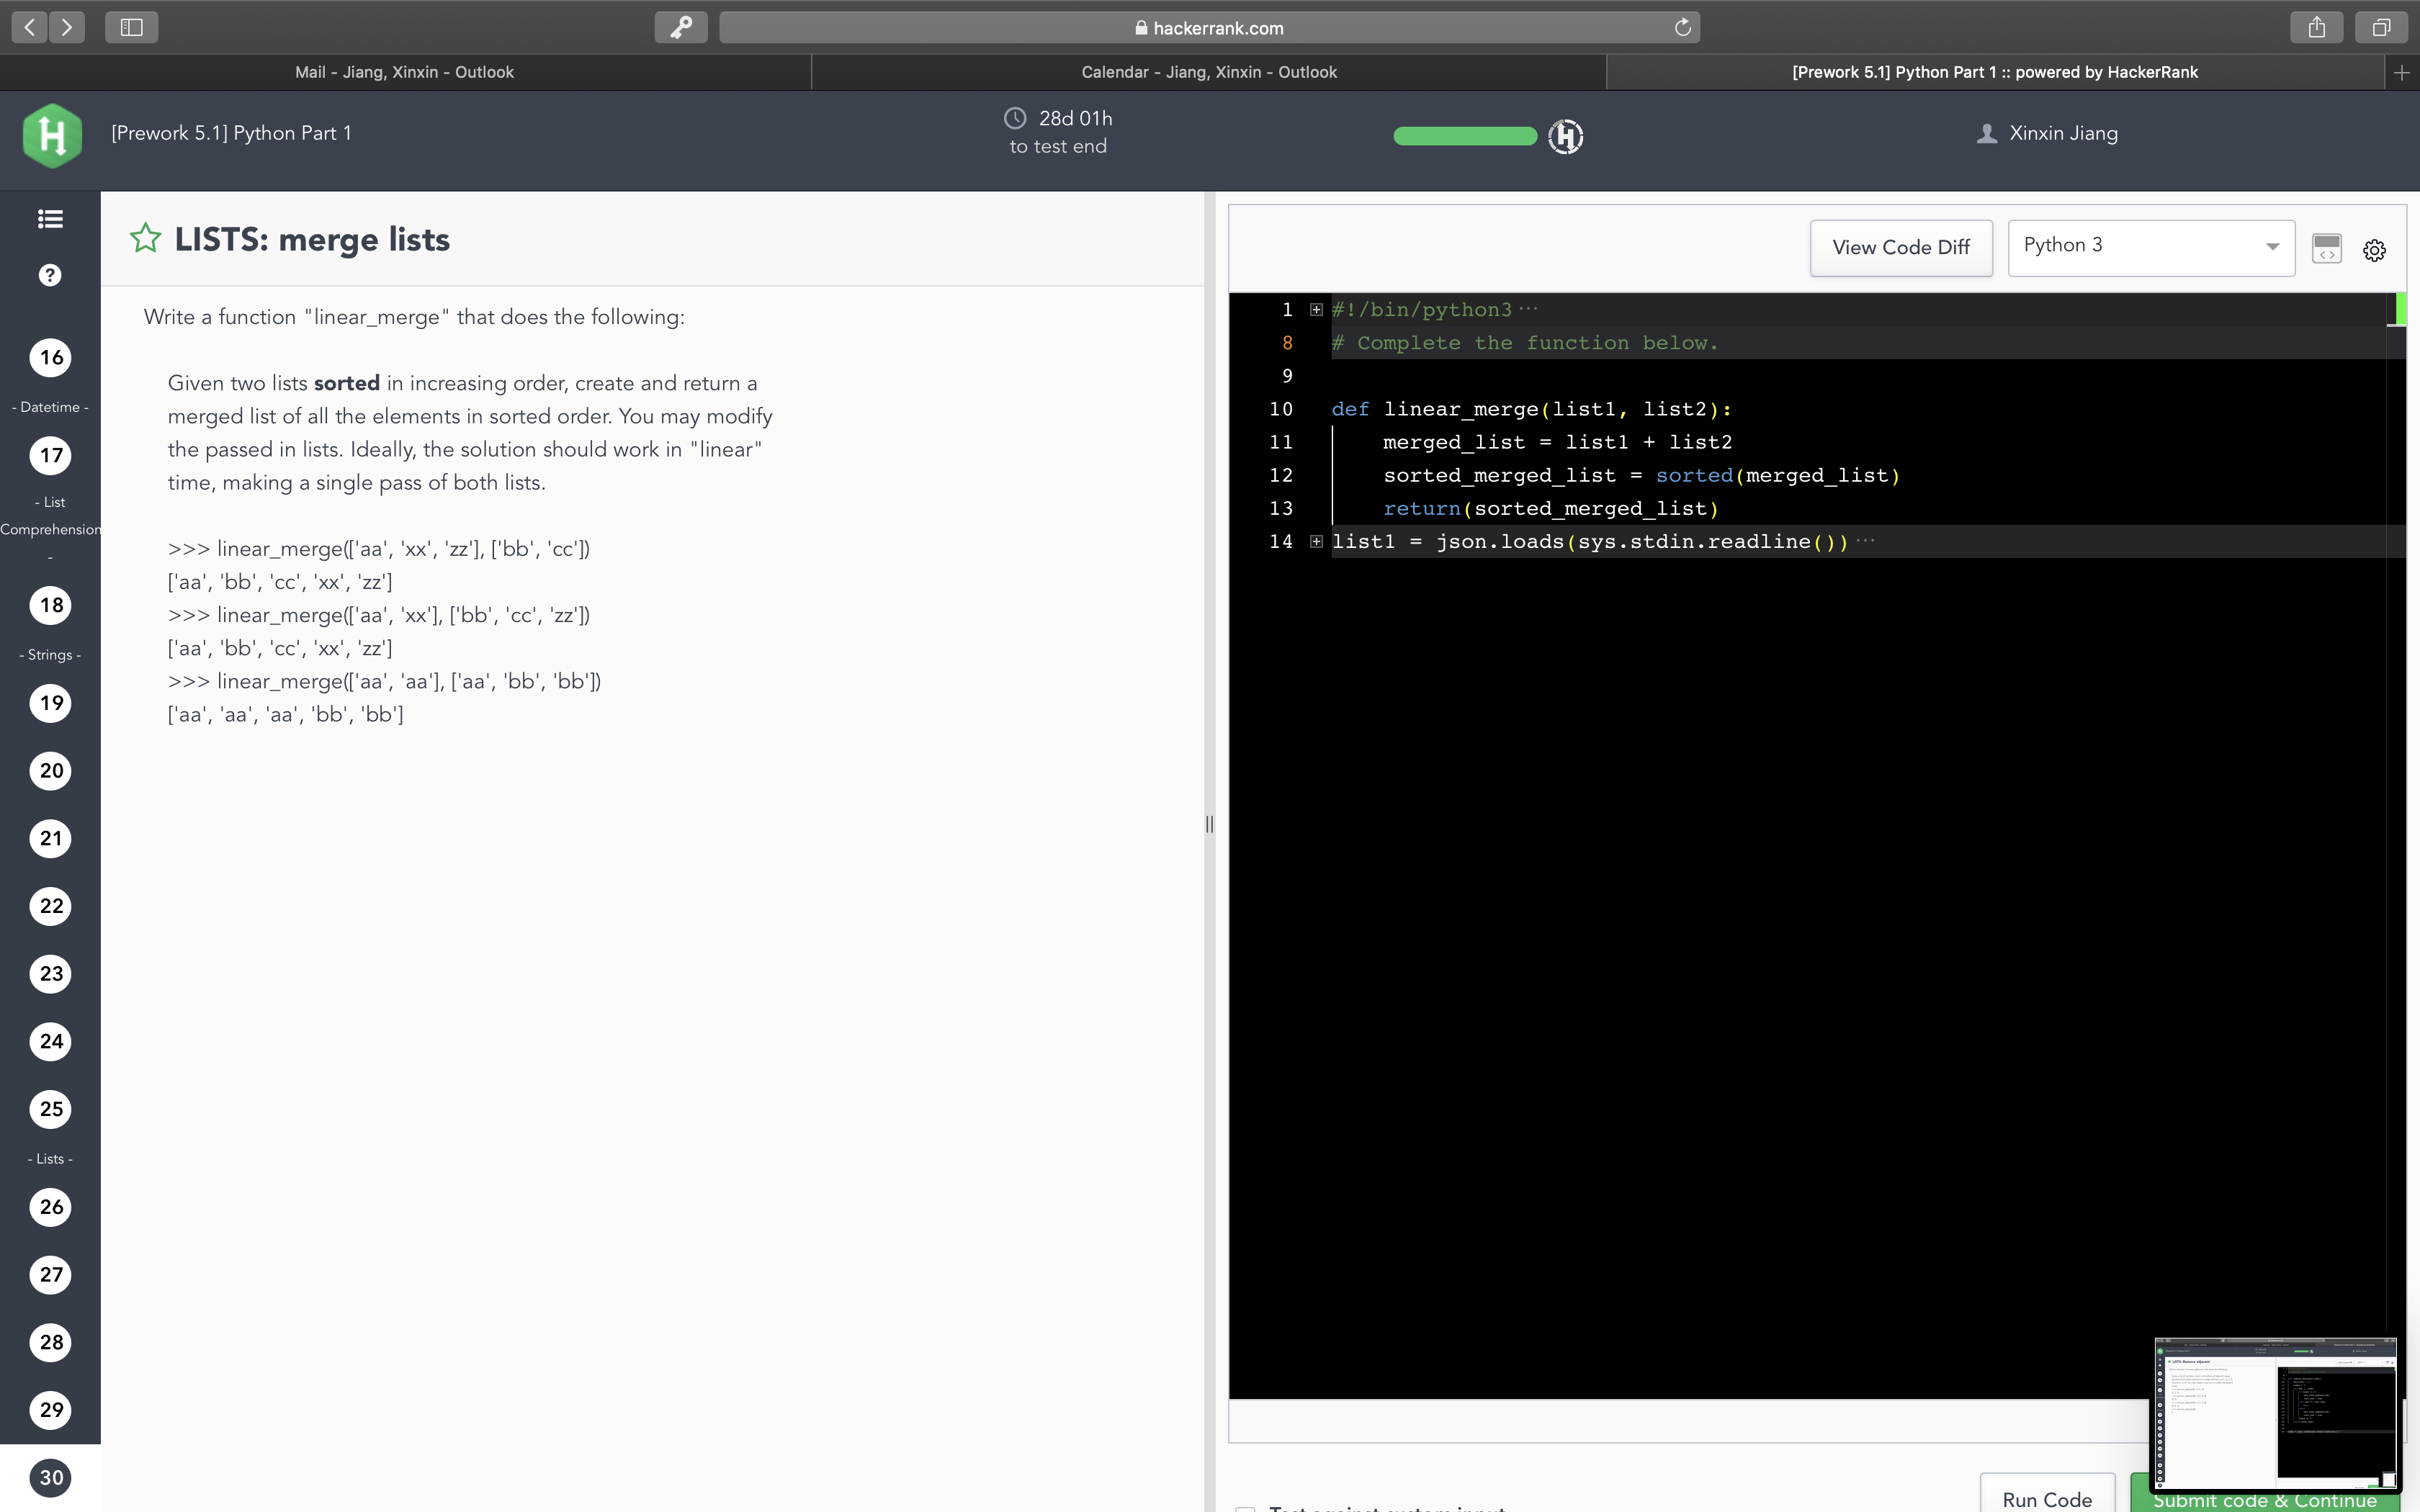 hackerrank.com
Mail - Jiang, Xinxin - Outlook
Calendar - Jiang, Xinxin - Outlook
[Prework 5.1] Python Part 1 :: powered by HackerRank
[Prework 5.1] Python Part 1
28d 01h
to test end
Xinxin Jiang
16
- Datetime -
17
- List
Comprehension
-
18
- Strings -
19
20
21
22
23
24
25
- Lists -
26
27
28
29
30
LISTS: merge lists
Write a function "linear_merge" that does the following:
Given two lists sorted in increasing order, create and return a
merged list of all the elements in sorted order. You may modify
the passed in lists. Ideally, the solution should work in "linear"
time, making a single pass of both lists.
>>> linear_merge(['aa', 'xx', 'zz'], ['bb', 'cc'])
['aa', 'bb', 'cc', 'xx', 'zz']
>>> linear_merge(['aa', 'xx'], ['bb', 'cc', 'zz'])
['aa', 'bb', 'cc', 'xx', 'zz']
>>> linear_merge(['aa', 'aa'], ['aa', 'bb', 'bb'])
['aa', 'aa', 'aa', 'bb', 'bb']
View Code Diff
Python 3
1 #!/bin/python3 ···
8 # Complete the function below.
9
10 def linear_merge(list1, list2):
11 merged_list = list1 + list2
12 sorted_merged_list = sorted(merged_list)
13 return(sorted_merged_list)
14 list1 = json.loads(sys.stdin.readline()) ···
Test against custom input
Run Code
Submit code & Continue